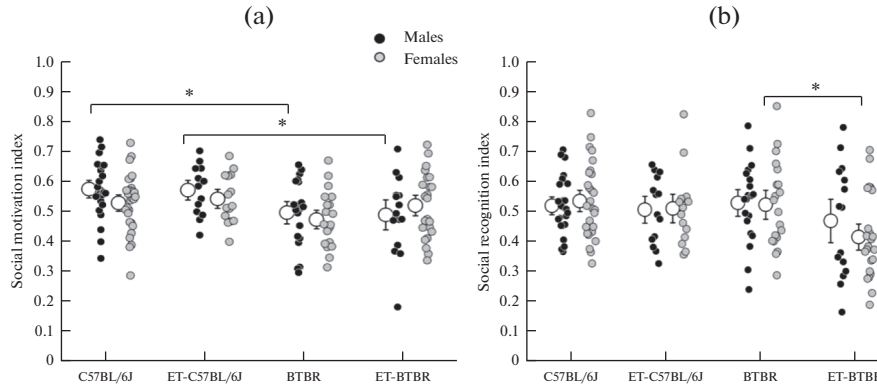 (a)
(b)
Males
Females
Social motivation index
1.0
0.9
0.8
0.7
0.6
0.5
0.4
0.3
0.2
0.1
0
*
*
C57BL/6J
ET-C57BL/6J
BTBR
ET-BTBR
Social recognition index
1.0
0.9
0.8
0.7
0.6
0.5
0.4
0.3
0.2
0.1
0
*
C57BL/6J
ET-C57BL/6J
BTBR
ET-BTBR